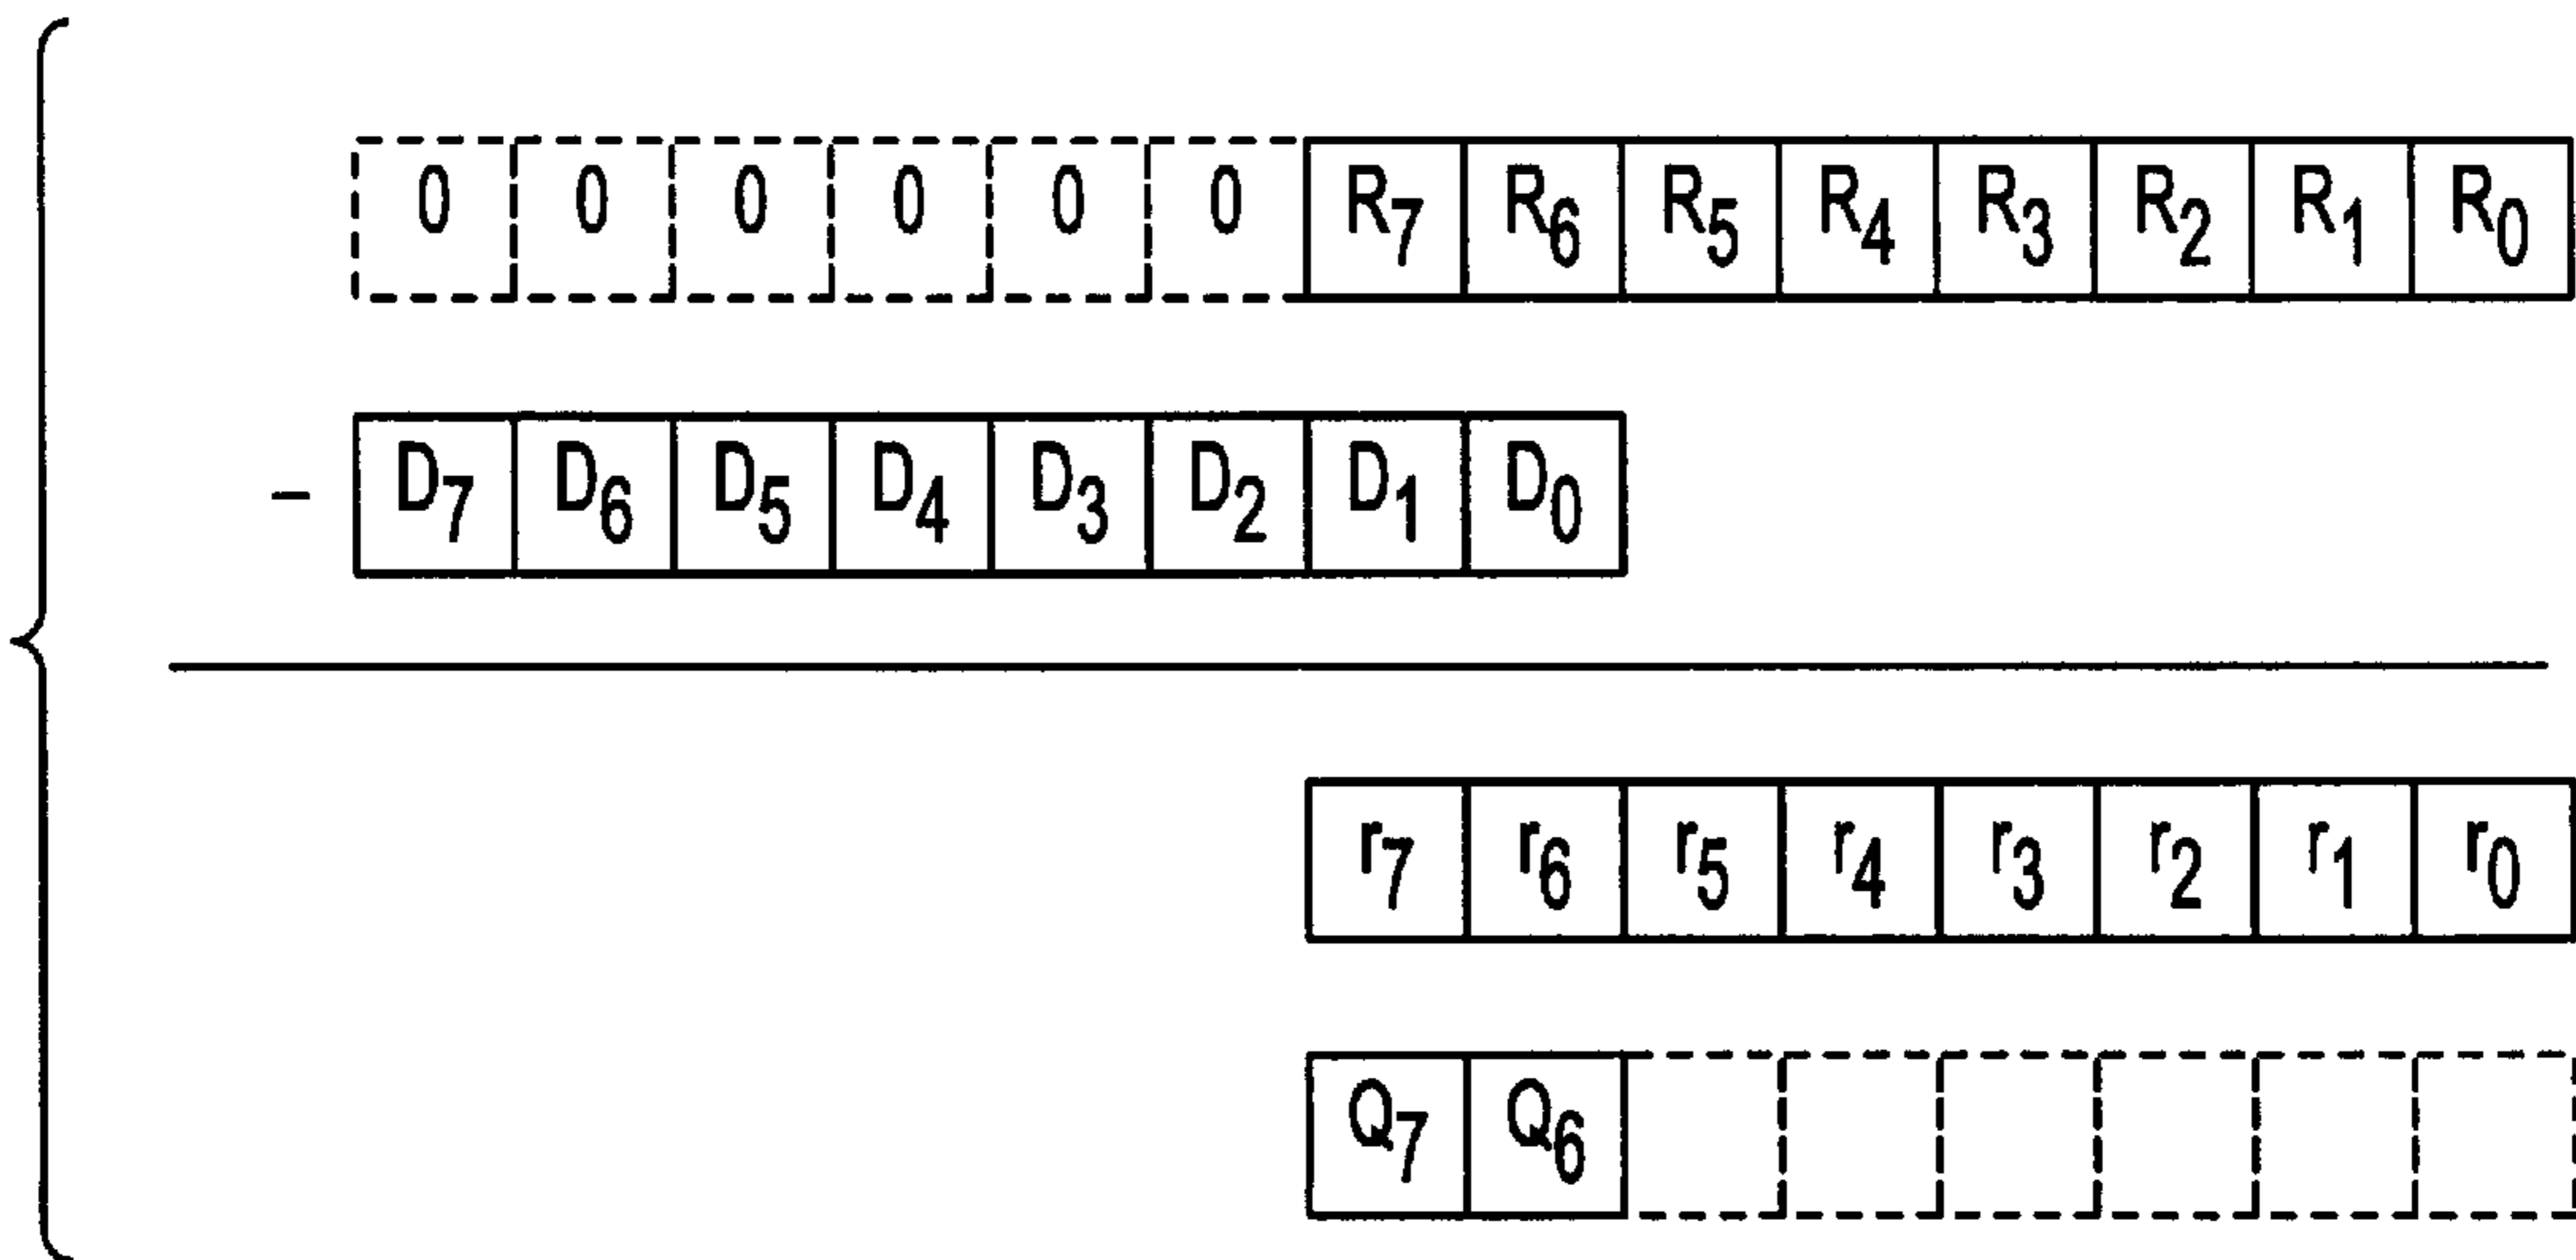 0 0 0 0 0 0 R7 R6 R5 R4 R3 R2 R1 R0
– D7 D6 D5 D4 D3 D2 D1 D0
r7 r6 r5 r4 r3 r2 r1 r0
Q7 Q6